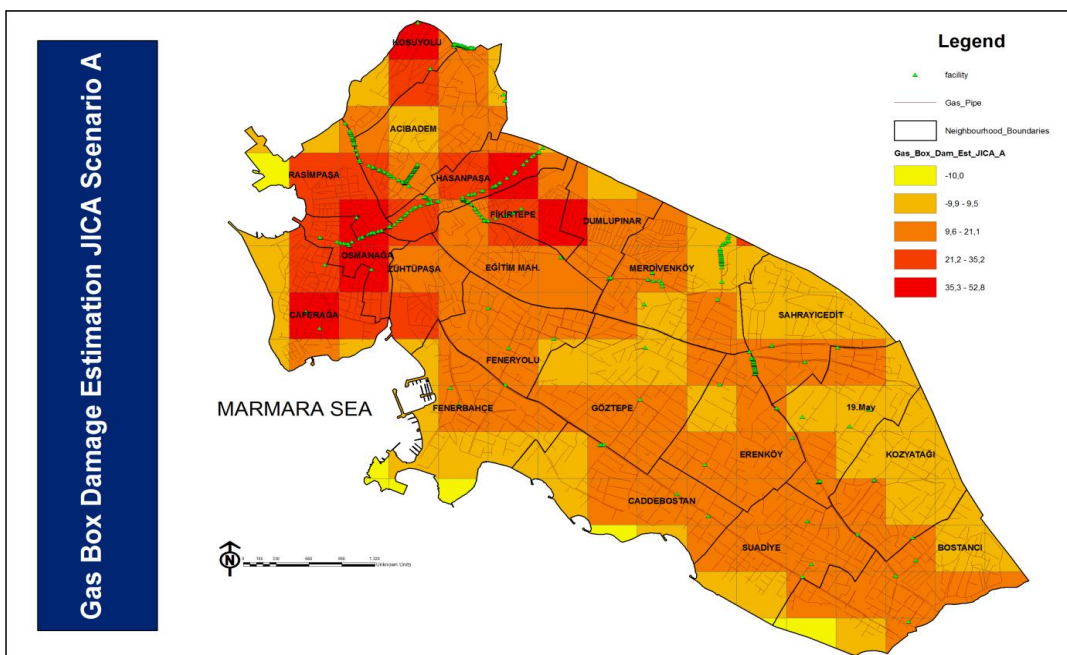 Gas Box Damage Estimation JICA Scenario A
Legend
facility
Gas_Pipe
Neighbourhood_Boundaries
Gas_Box_Dam_Est_JICA_A
-10,0
-9,9 - 9,5
9,6 - 21,1
21,2 - 35,2
35,3 - 52,8
KOŞUYOLU
ACIBADEM
RASİMPAŞA
HASANPAŞA
FİKİRTEPE
DUMLUPINAR
OSMANAĞA
ZÜHTÜPAŞA
EĞİTİM MAH.
MERDİVENKÖY
CAFERAĞA
SAHRAYICEDİT
FENERYOLU
MARMARA SEA
FENERBAHÇE
GÖZTEPE
19.May
ERENKÖY
KOZYATAĞI
CADDEBOSTAN
SUADİYE
BOSTANCI
N
Unknown Units